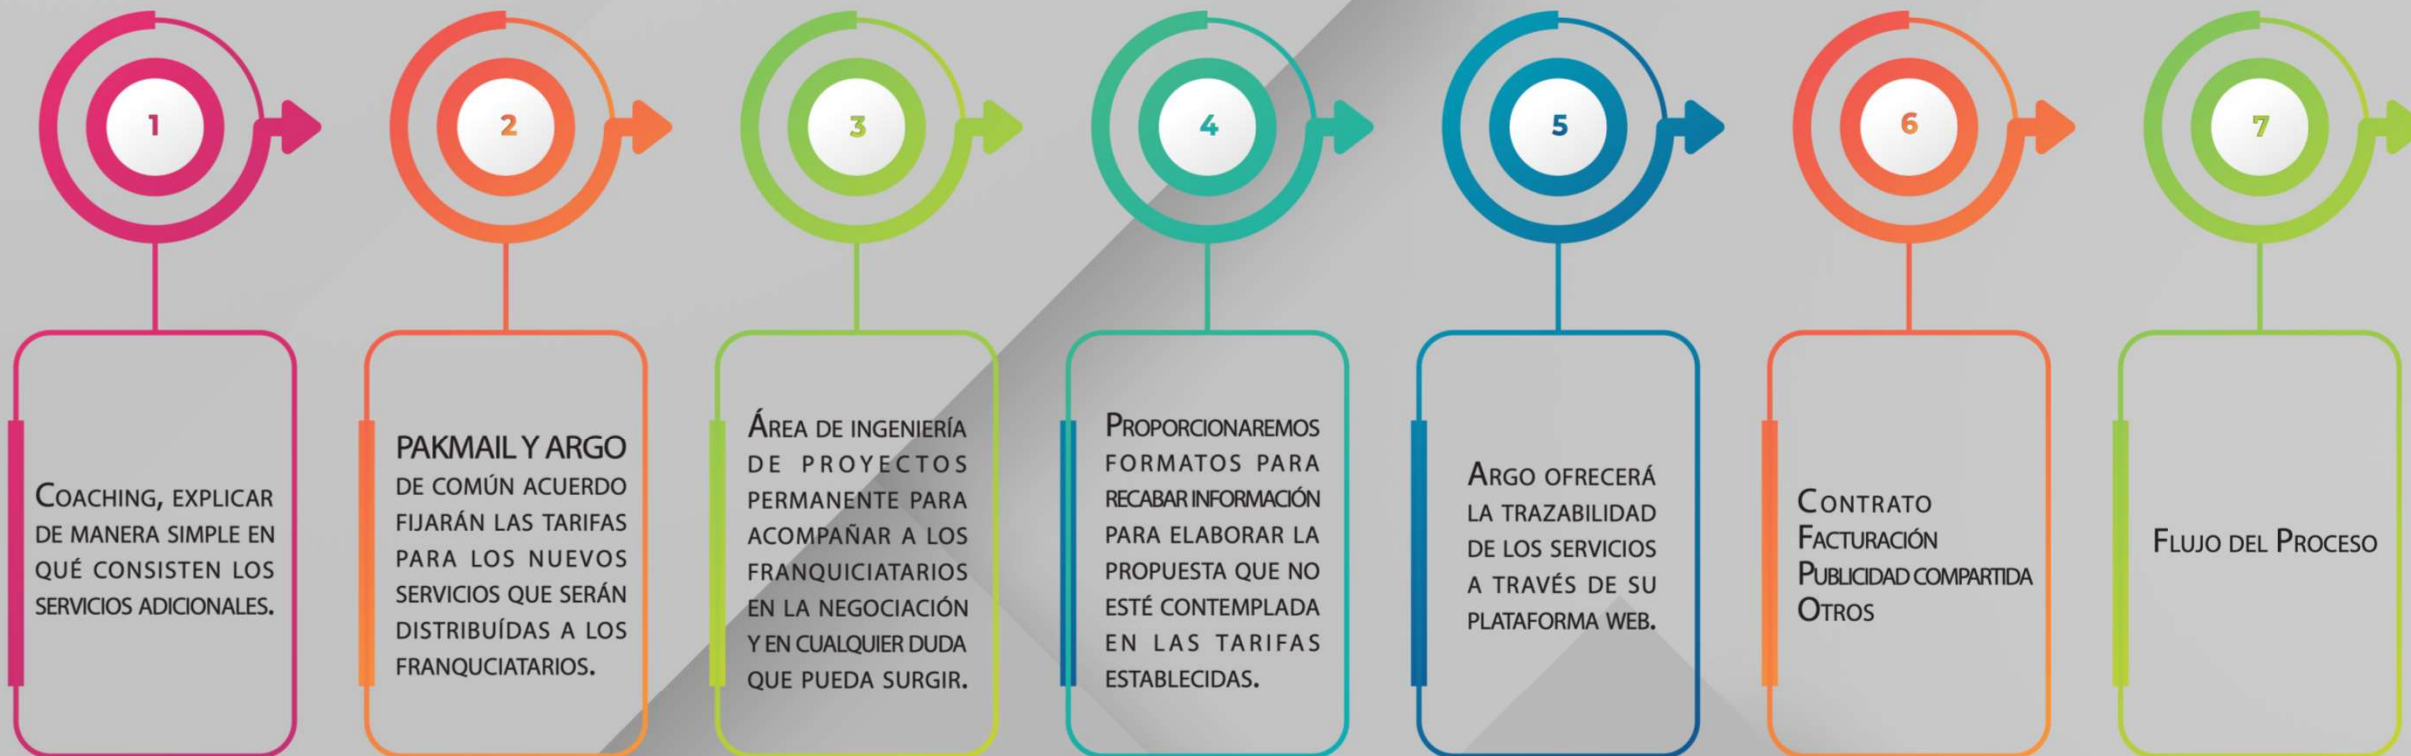 1
COACHING, EXPLICAR
DE MANERA SIMPLE EN
QUÉ CONSISTEN LOS
SERVICIOS ADICIONALES.
2
PAKMAIL Y ARGO
DE COMÚN ACUERDO
FIJARÁN LAS TARIFAS
PARA LOS NUEVOS
SERVICIOS QUE SERÁN
DISTRIBUÍDAS A LOS
FRANQUCIATARIOS.
3
ÁREA DE INGENIERÍA
DE PROYECTOS
PERMANENTE PARA
ACOMPAÑAR A LOS
FRANQUICIATARIOS
EN LA NEGOCIACIÓN
Y EN CUALQUIER DUDA
QUE PUEDA SURGIR.
4
PROPORCIONAREMOS
FORMATOS PARA
RECABAR INFORMACIÓN
PARA ELABORAR LA
PROPUESTA QUE NO
ESTÉ CONTEMPLADA
EN LAS TARIFAS
ESTABLECIDAS.
5
ARGO OFRECERÁ
LA TRAZABILIDAD
DE LOS SERVICIOS
A TRAVÉS DE SU
PLATAFORMA WEB.
6
CONTRATO
FACTURACIÓN
PUBLICIDAD COMPARTIDA
OTROS
7
FLUJO DEL PROCESO